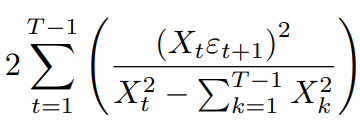 $$2 \sum_{t=1}^{T-1} \left( \frac{(X_t \varepsilon_{t+1})^2}{X_t^2 - \sum_{k=1}^{T-1} X_k^2} \right)$$